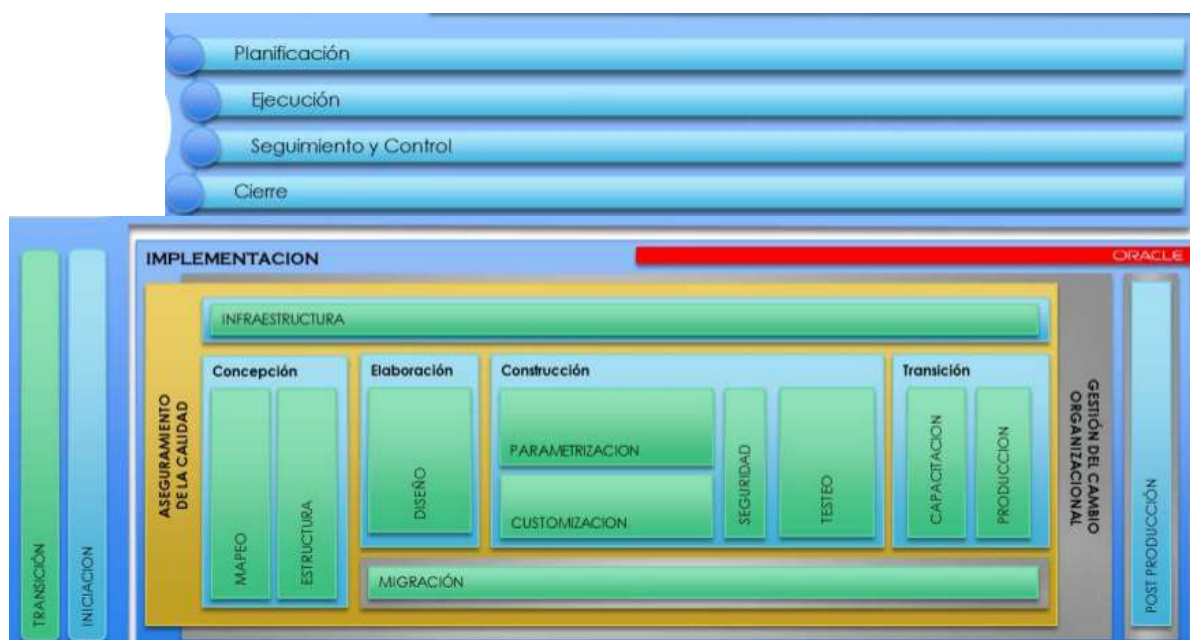 Planificación
Ejecución
Seguimiento y Control
Cierre
TRANSICIÓN
INICIACION
IMPLEMENTACION
ORACLE
ASEGURAMIENTO
DE LA CALIDAD
INFRAESTRUCTURA
Concepción
MAPEO
ESTRUCTURA
Elaboración
DISEÑO
Construcción
PARAMETRIZACION
CUSTOMIZACION
SEGURIDAD
TESTEO
Transición
CAPACITACION
PRODUCCION
MIGRACIÓN
GESTIÓN DEL CAMBIO
ORGANIZACIONAL
POST PRODUCCIÓN